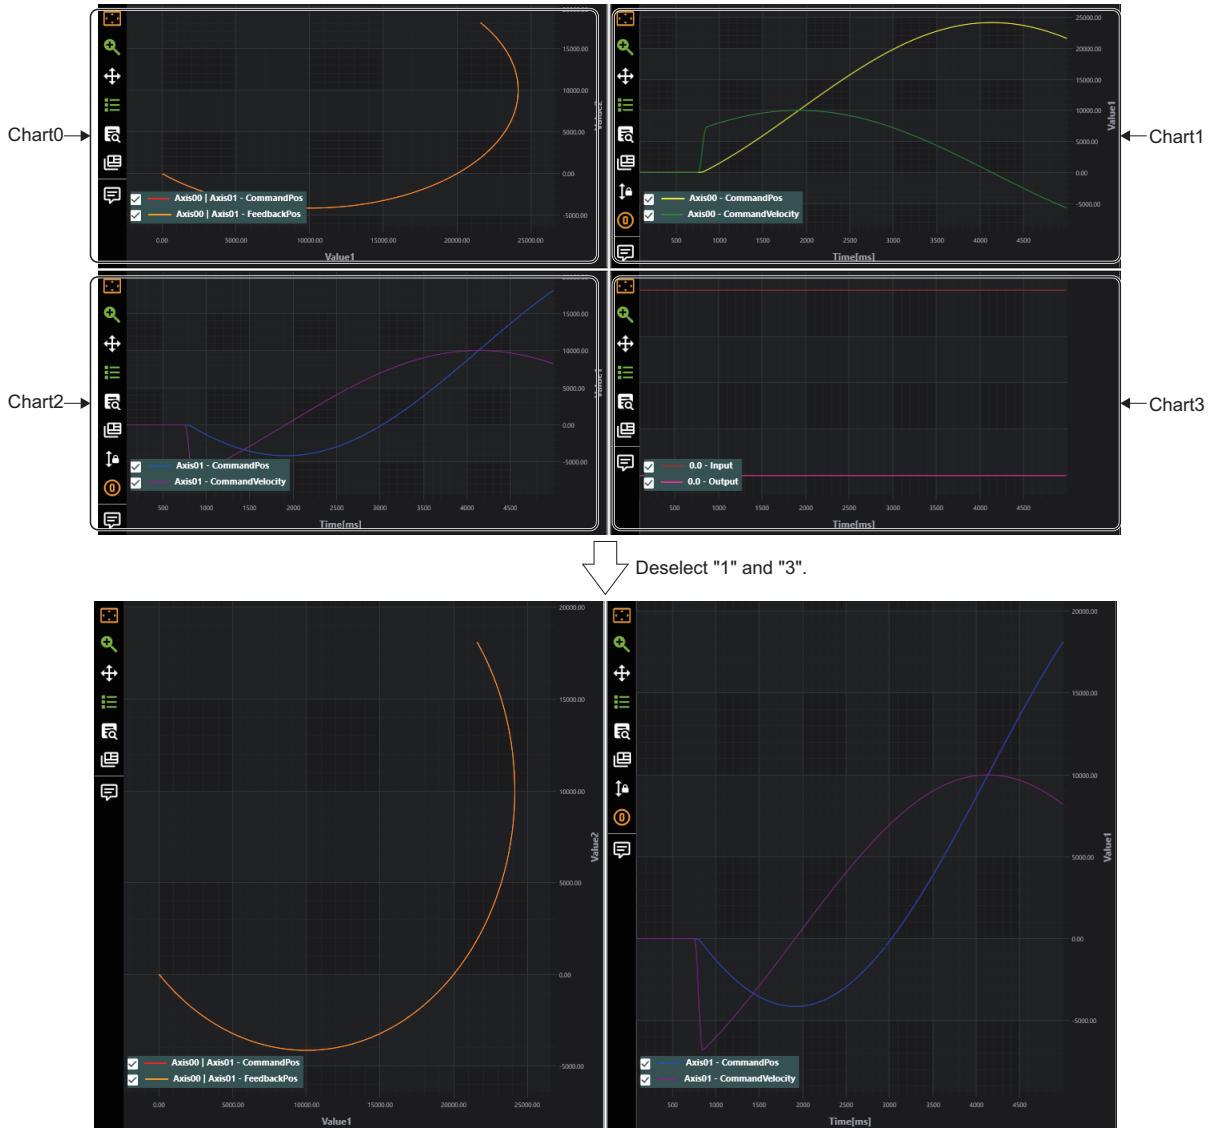 Chart0
Value2
15000.00
10000.00
5000.00
0.00
-5000.00
Axis00 | Axis01 - CommandPos
Axis00 | Axis01 - FeedbackPos
0.00 5000.00 10000.00 15000.00 20000.00 25000.00
Value1
Chart1
25000.00
20000.00
15000.00
10000.00
5000.00
0.00
-5000.00
Value1
Axis00 - CommandPos
Axis00 - CommandVelocity
500 1000 1500 2000 2500 3000 3500 4000 4500
Time[ms]
Chart2
15000.00
10000.00
5000.00
0.00
-5000.00
Value1
Axis01 - CommandPos
Axis01 - CommandVelocity
500 1000 1500 2000 2500 3000 3500 4000 4500
Time[ms]
Chart3
0.0 - Input
0.0 - Output
500 1000 1500 2000 2500 3000 3500 4000 4500
Time[ms]
Deselect "1" and "3".
20000.00
15000.00
10000.00
Value2
5000.00
0.00
-5000.00
Axis00 | Axis01 - CommandPos
Axis00 | Axis01 - FeedbackPos
0.00 5000.00 10000.00 15000.00 20000.00 25000.00
Value1
20000.00
15000.00
10000.00
Value1
5000.00
0.00
-5000.00
Axis01 - CommandPos
Axis01 - CommandVelocity
500 1000 1500 2000 2500 3000 3500 4000 4500
Time[ms]